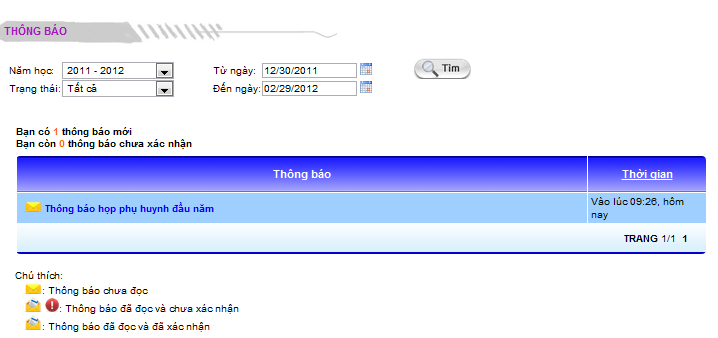 THÔNG BÁO
Năm học: 2011 - 2012 Từ ngày: 12/30/2011 Tìm
Trạng thái: Tất cả Đến ngày: 02/29/2012
Bạn có 1 thông báo mới
Bạn còn 0 thông báo chưa xác nhận
Thông báo Thời gian
Thông báo họp phụ huynh đầu năm Vào lúc 09:26, hôm
nay
TRANG 1/1 1
Chú thích:
: Thông báo chưa đọc
: Thông báo đã đọc và chưa xác nhận
: Thông báo đã đọc và đã xác nhận